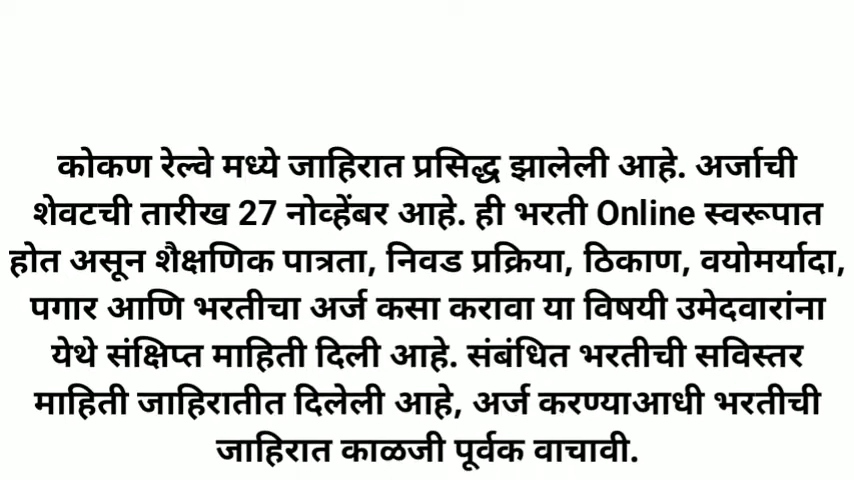 कोकण रेल्वे मध्ये जाहिरात प्रसिद्ध झालेली आहे. अर्जाची
शेवटची तारीख 27 नोव्हेंबर आहे. ही भरती Online स्वरूपात
होत असून शैक्षणिक पात्रता, निवड प्रक्रिया, ठिकाण, वयोमर्यादा,
पगार आणि भरतीचा अर्ज कसा करावा या विषयी उमेदवारांना
येथे संक्षिप्त माहिती दिली आहे. संबंधित भरतीची सविस्तर
माहिती जाहिरातीत दिलेली आहे, अर्ज करण्याआधी भरतीची
जाहिरात काळजी पूर्वक वाचावी.